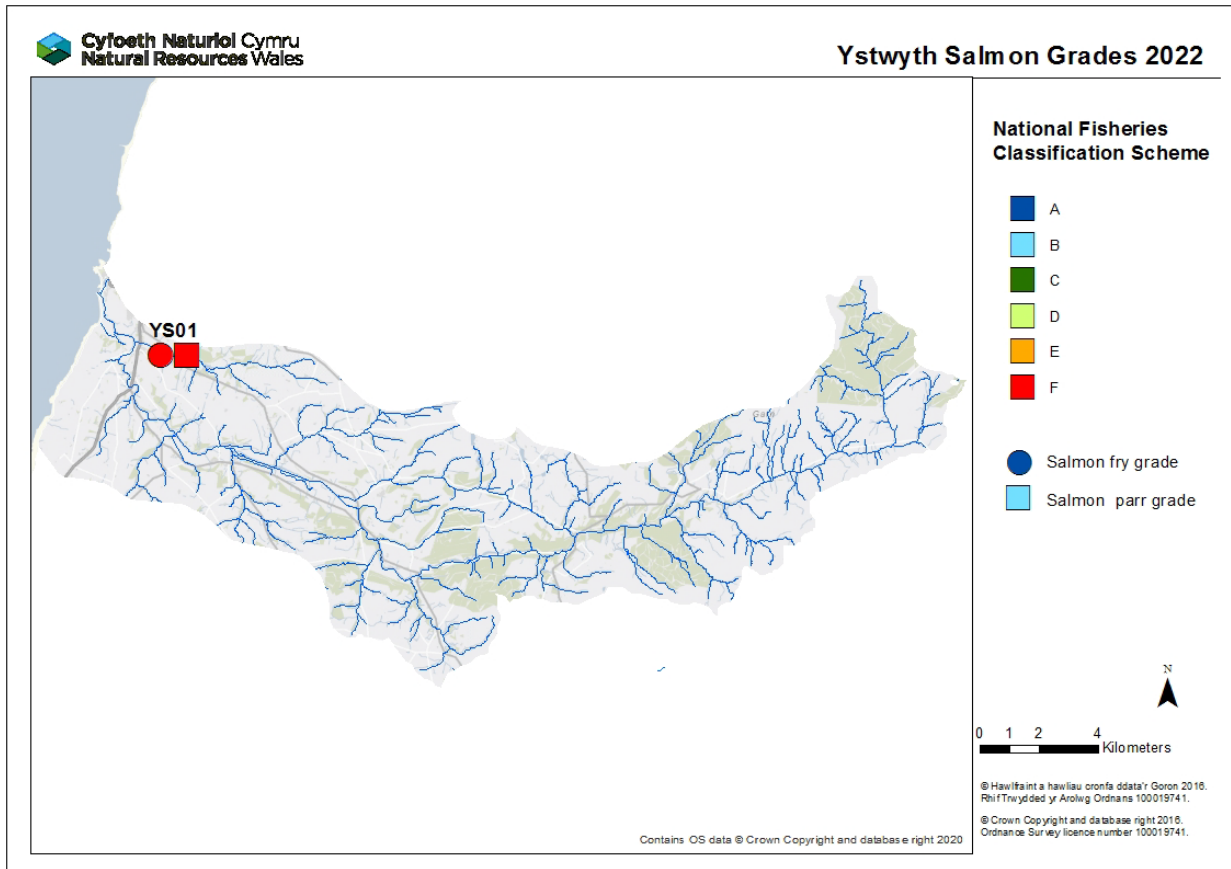 Cyfoeth Naturiol Cymru
Natural Resources Wales
Ystwyth Salmon Grades 2022
YS01
National Fisheries
Classification Scheme
A
B
C
D
E
F
Salmon fry grade
Salmon parr grade
N
0 1 2 4
Kilometers
© Hawlfraint a hawliau cronfa ddata'r Goron 2016.
Rhif Trwydded yr Arolwg Ordnans 100019741.
© Crown Copyright and database right 2016.
Ordnance Survey licence number 100019741.
Contains OS data © Crown Copyright and database right 2020